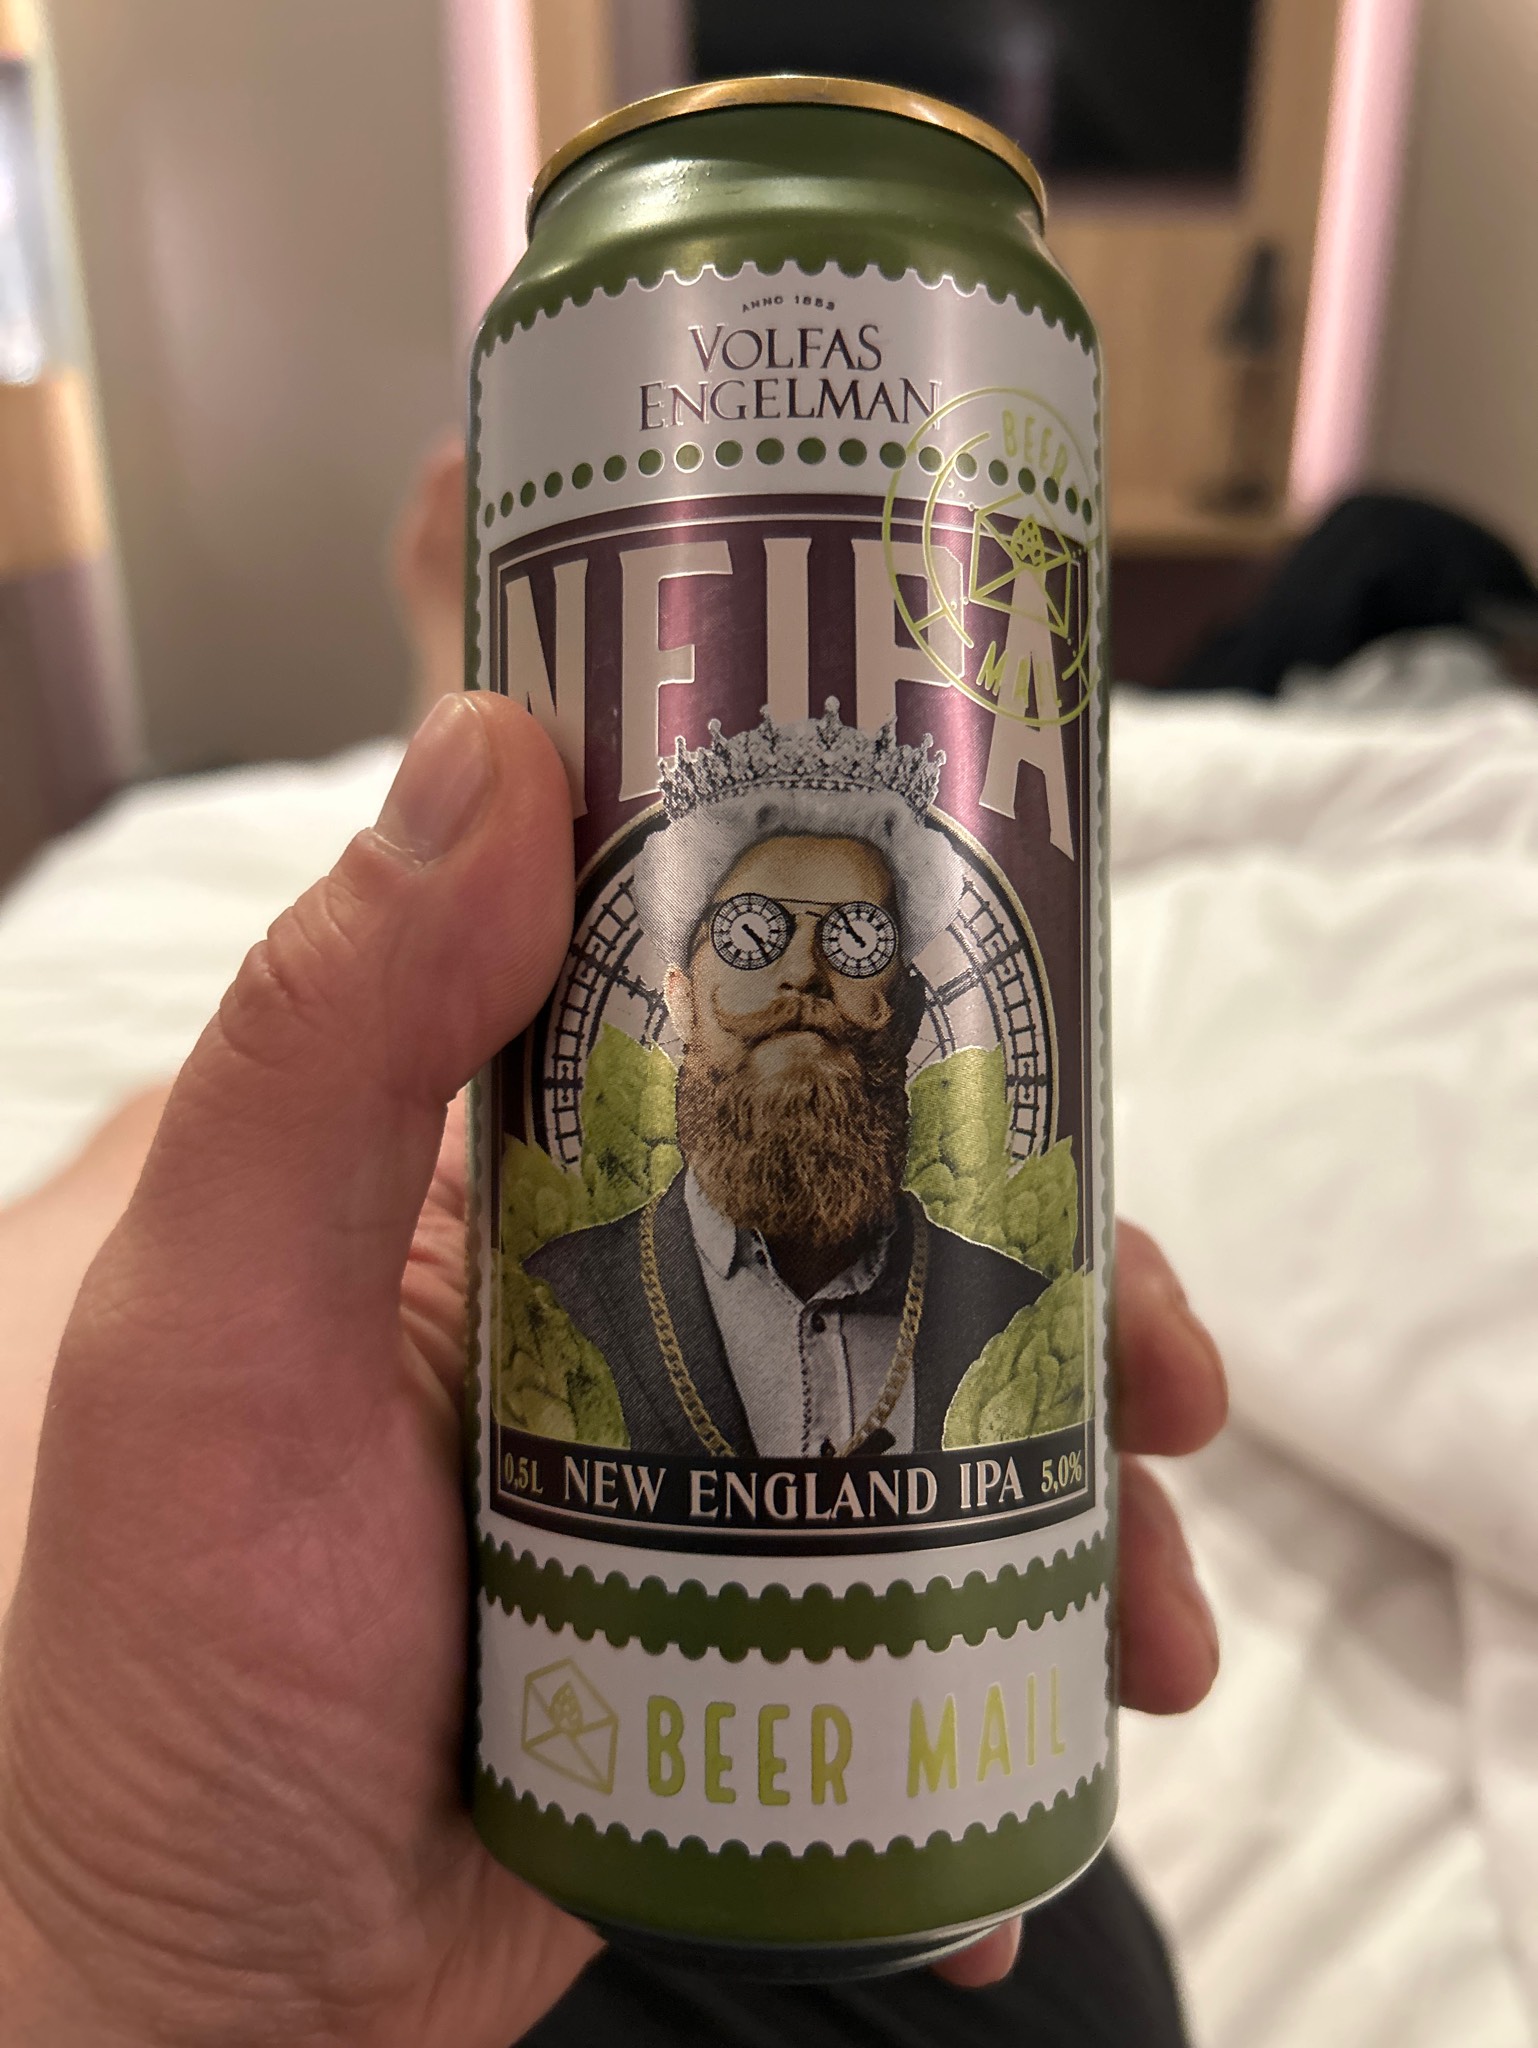 ANNO 1853
VOLFAS
ENGELMAN
BEER
MAIL
NEIPA
0,5L NEW ENGLAND IPA 5,0%
BEER MAIL